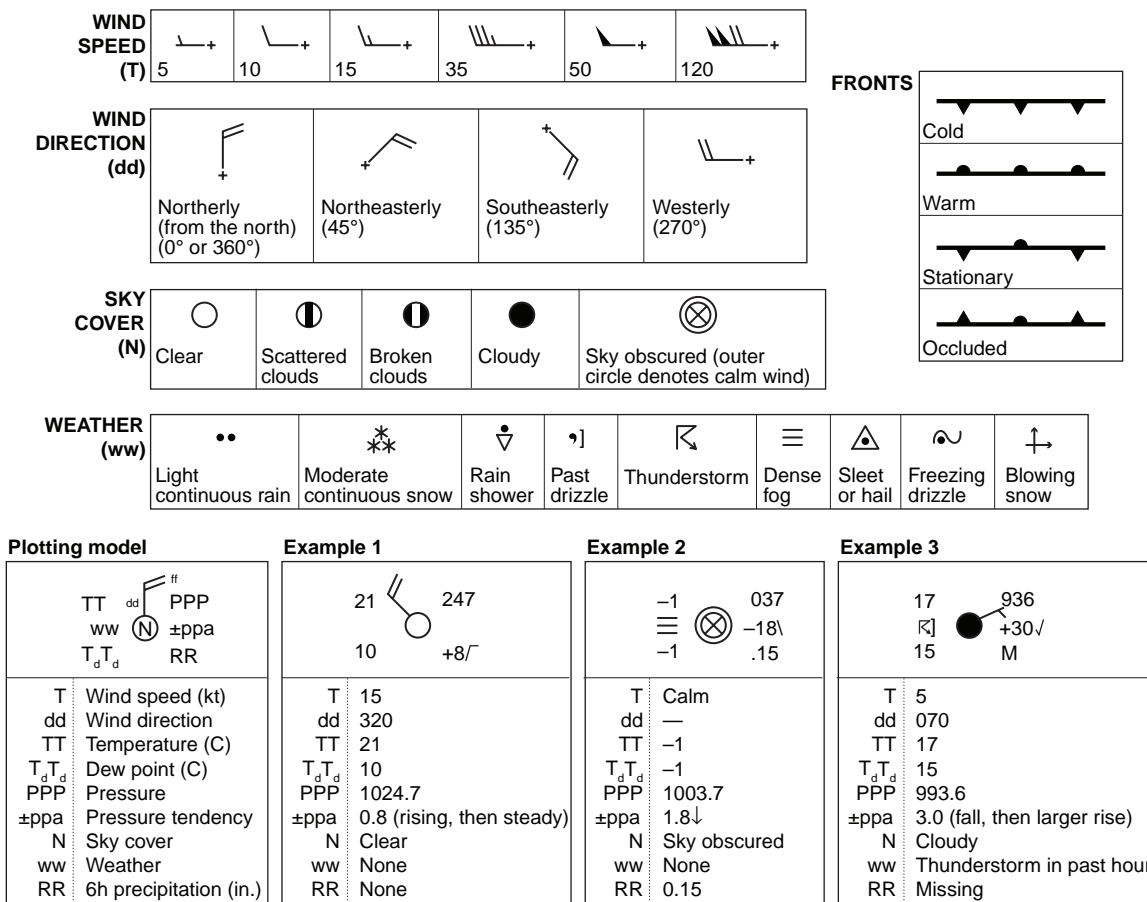 WIND
SPEED
(T)
5
10
15
35
50
120
WIND
DIRECTION
(dd)
Northerly
(from the north)
(0° or 360°)
Northeasterly
(45°)
Southeasterly
(135°)
Westerly
(270°)
FRONTS
Cold
Warm
Stationary
Occluded
SKY
COVER
(N)
Clear
Scattered
clouds
Broken
clouds
Cloudy
Sky obscured (outer
circle denotes calm wind)
WEATHER
(ww)
Light
continuous rain
Moderate
continuous snow
Rain
shower
Past
drizzle
Thunderstorm
Dense
fog
Sleet
or hail
Freezing
drizzle
Blowing
snow
Plotting model
ff
TT dd PPP
ww N ±ppa
TdTd RR
T Wind speed (kt)
dd Wind direction
TT Temperature (C)
TdTd Dew point (C)
PPP Pressure
±ppa Pressure tendency
N Sky cover
ww Weather
RR 6h precipitation (in.)
Example 1
21 247
10 +8/‾
T 15
dd 320
TT 21
TdTd 10
PPP 1024.7
±ppa 0.8 (rising, then steady)
N Clear
ww None
RR None
Example 2
–1 037
–18\
–1 .15
T Calm
dd —
TT –1
TdTd –1
PPP 1003.7
±ppa 1.8↓
N Sky obscured
ww None
RR 0.15
Example 3
17 936
] +30√
15 M
T 5
dd 070
TT 17
TdTd 15
PPP 993.6
±ppa 3.0 (fall, then larger rise)
N Cloudy
ww Thunderstorm in past hour
RR Missing